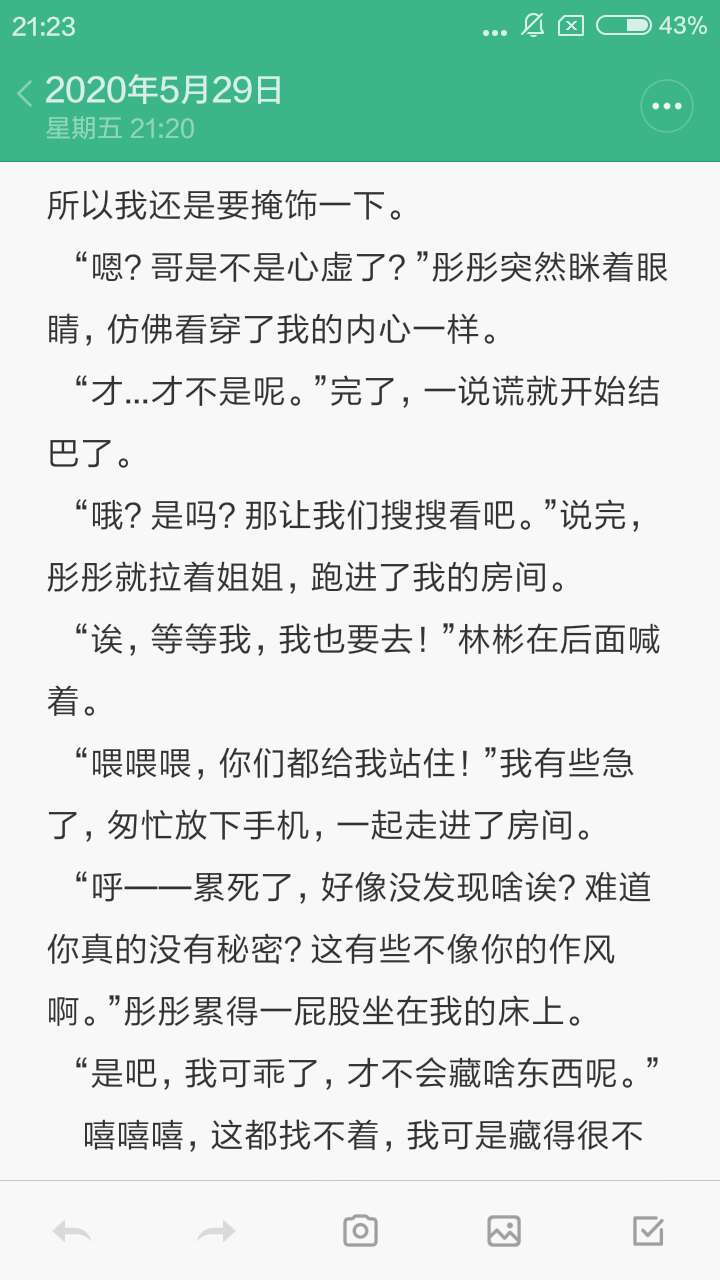 21:23
43%
2020年5月29日
星期五 21:20
所以我还是要掩饰一下。
“嗯？哥是不是心虚了？”彤彤突然眯着眼
睛，仿佛看穿了我的内心一样。
“才...才不是呢。”完了，一说谎就开始结
巴了。
“哦？是吗？那让我们搜搜看吧。”说完，
彤彤就拉着姐姐，跑进了我的房间。
“诶，等等我，我也要去！”林彬在后面喊
着。
“喂喂喂，你们都给我站住！”我有些急
了，匆忙放下手机，一起走进了房间。
“呼——累死了，好像没发现啥诶？难道
你真的没有秘密？这有些不像你的作风
啊。”彤彤累得一屁股坐在我的床上。
“是吧，我可乖了，才不会藏啥东西呢。”
嘻嘻嘻，这都找不着，我可是藏得很不